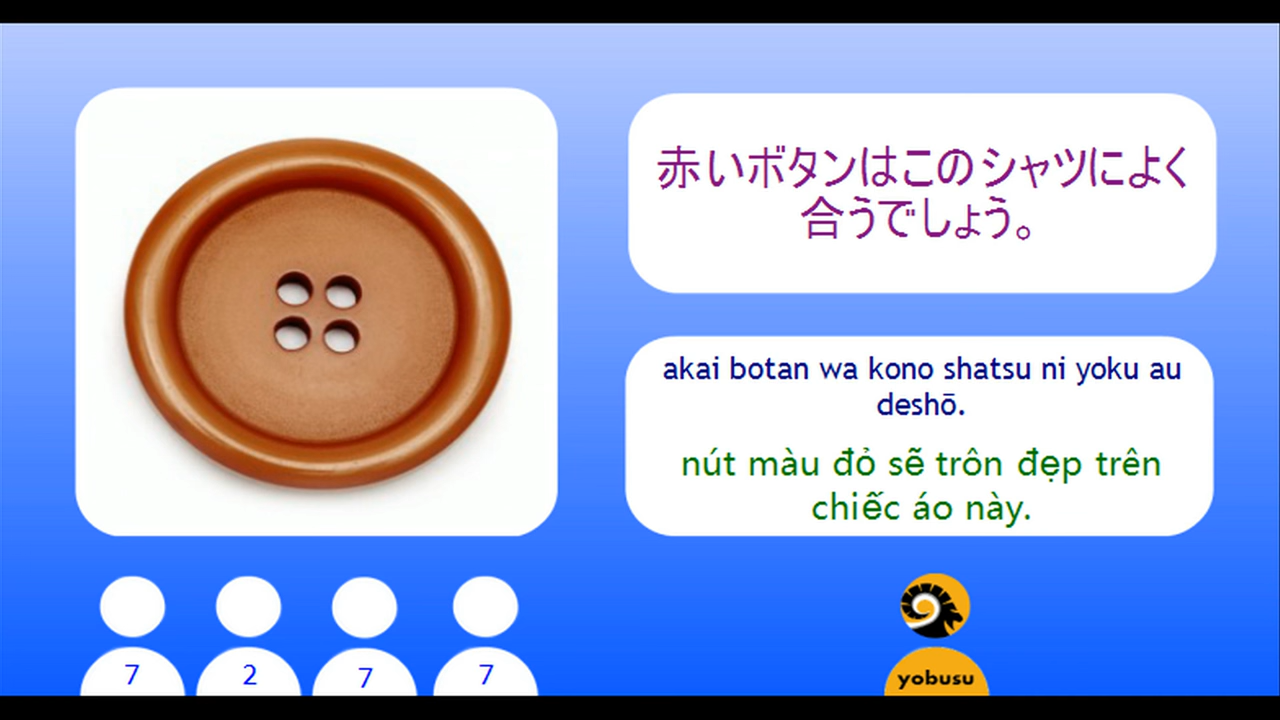 赤いボタンはこのシャツによく
合うでしょう。
akai botan wa kono shatsu ni yoku au
deshō.
nút màu đỏ sẽ trôn đẹp trên
chiếc áo này.
7 2 7 7
yobusu